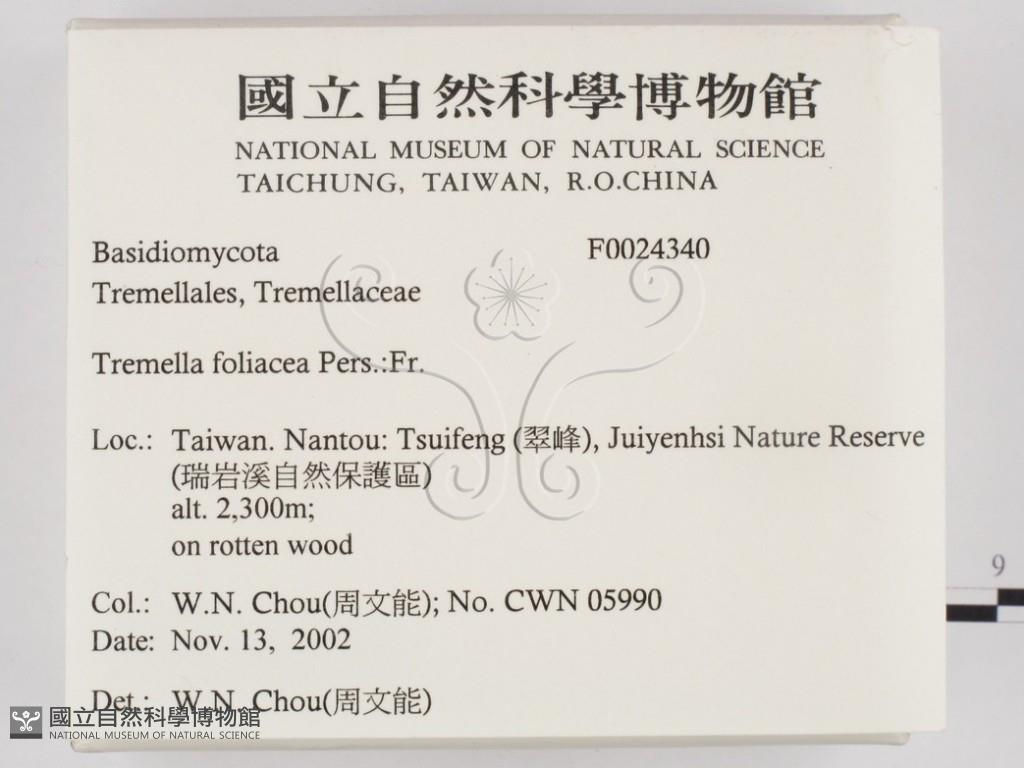 國立自然科學博物館
NATIONAL MUSEUM OF NATURAL SCIENCE
TAICHUNG, TAIWAN, R.O.CHINA
Basidiomycota F0024340
Tremellales, Tremellaceae
Tremella foliacea Pers.:Fr.
Loc.: Taiwan. Nantou: Tsuifeng (翠峰), Juiyenhsi Nature Reserve
(瑞岩溪自然保護區)
alt. 2,300m;
on rotten wood
9
Col.: W.N. Chou(周文能); No. CWN 05990
Date: Nov. 13, 2002
Det.: W.N. Chou(周文能)
國立自然科學博物館
NATIONAL MUSEUM OF NATURAL SCIENCE